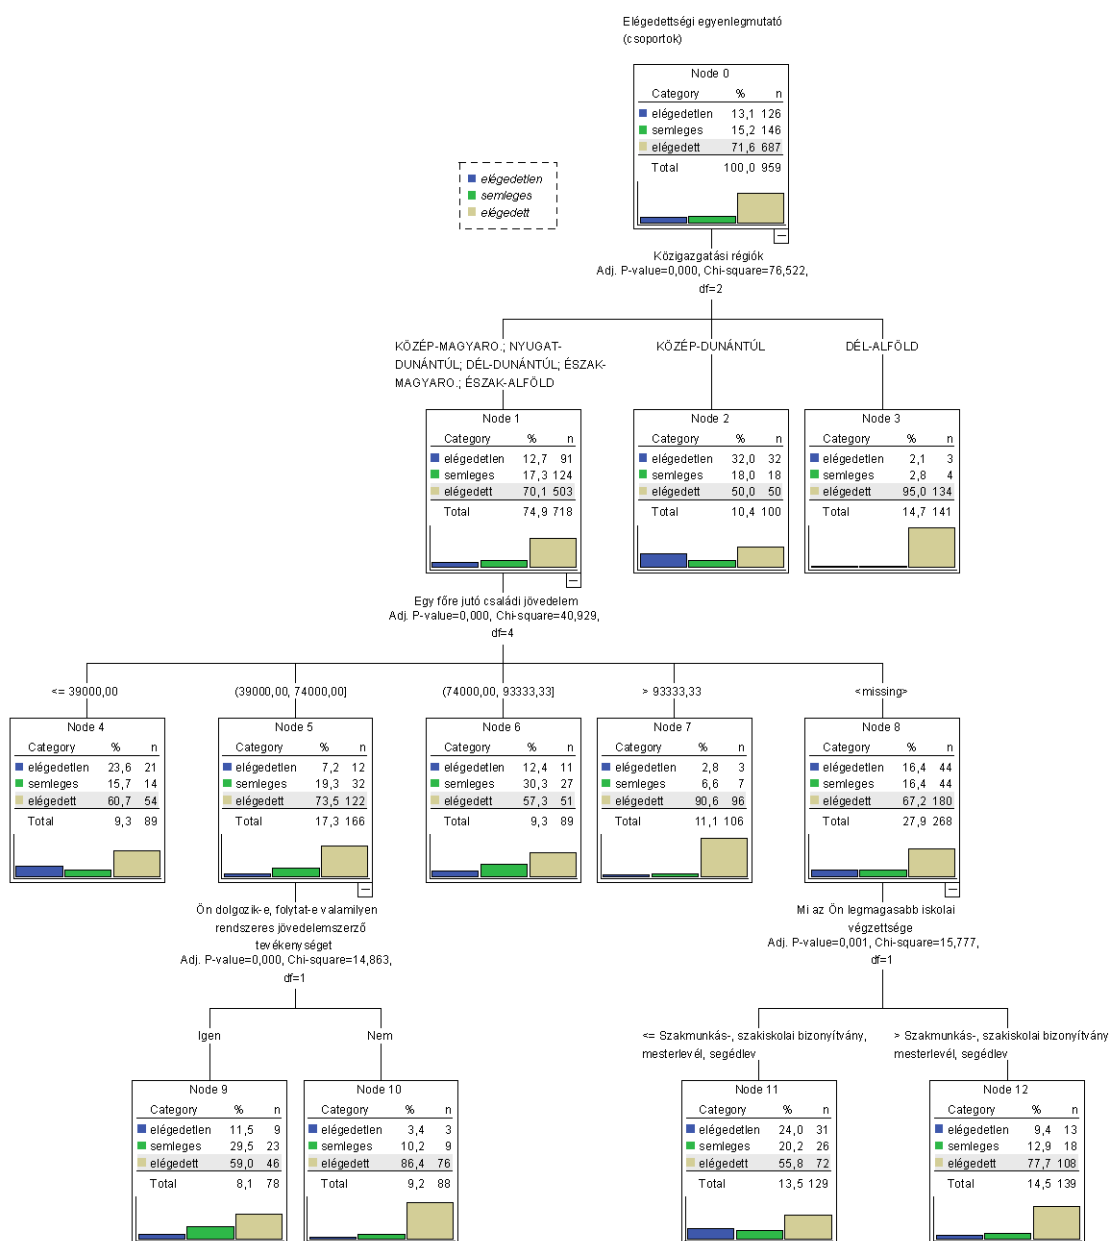 Elégedettségi egyenlegmutató
(csoportok)
Node 0
Category % n
elégedetlen 13,1 126
semleges 15,2 146
elégedett 71,6 687
Total 100,0 959
elégedetlen
semleges
elégedett
Közigazgatási régiók
Adj. P-value=0,000, Chi-square=76,522,
df=2
KÖZÉP-MAGYARO.; NYUGAT-
DUNÁNTÚL; DÉL-DUNÁNTÚL; ÉSZAK-
MAGYARO.; ÉSZAK-ALFÖLD
KÖZÉP-DUNÁNTÚL
DÉL-ALFÖLD
Node 1
Category % n
elégedetlen 12,7 91
semleges 17,3 124
elégedett 70,1 503
Total 74,9 718
Node 2
Category % n
elégedetlen 32,0 32
semleges 18,0 18
elégedett 50,0 50
Total 10,4 100
Node 3
Category % n
elégedetlen 2,1 3
semleges 2,8 4
elégedett 95,0 134
Total 14,7 141
Egy főre jutó családi jövedelem
Adj. P-value=0,000, Chi-square=40,929,
df=4
<= 39000,00
(39000,00, 74000,00]
(74000,00, 93333,33]
> 93333,33
<missing>
Node 4
Category % n
elégedetlen 23,6 21
semleges 15,7 14
elégedett 60,7 54
Total 9,3 89
Node 5
Category % n
elégedetlen 7,2 12
semleges 19,3 32
elégedett 73,5 122
Total 17,3 166
Node 6
Category % n
elégedetlen 12,4 11
semleges 30,3 27
elégedett 57,3 51
Total 9,3 89
Node 7
Category % n
elégedetlen 2,8 3
semleges 6,6 7
elégedett 90,6 96
Total 11,1 106
Node 8
Category % n
elégedetlen 16,4 44
semleges 16,4 44
elégedett 67,2 180
Total 27,9 268
Ön dolgozik-e, folytat-e valamilyen
rendszeres jövedelemszerző
tevékenységet
Adj. P-value=0,000, Chi-square=14,863,
df=1
Mi az Ön legmagasabb iskolai
végzettsége
Adj. P-value=0,001, Chi-square=15,777,
df=1
Igen
Nem
<= Szakmunkás-, szakiskolai bizonyítvány,
mesterlevél, segédlev
> Szakmunkás-, szakiskolai bizonyítvány
mesterlevél, segédlev
Node 9
Category % n
elégedetlen 11,5 9
semleges 29,5 23
elégedett 59,0 46
Total 8,1 78
Node 10
Category % n
elégedetlen 3,4 3
semleges 10,2 9
elégedett 86,4 76
Total 9,2 88
Node 11
Category % n
elégedetlen 24,0 31
semleges 20,2 26
elégedett 55,8 72
Total 13,5 129
Node 12
Category % n
elégedetlen 9,4 13
semleges 12,9 18
elégedett 77,7 108
Total 14,5 139